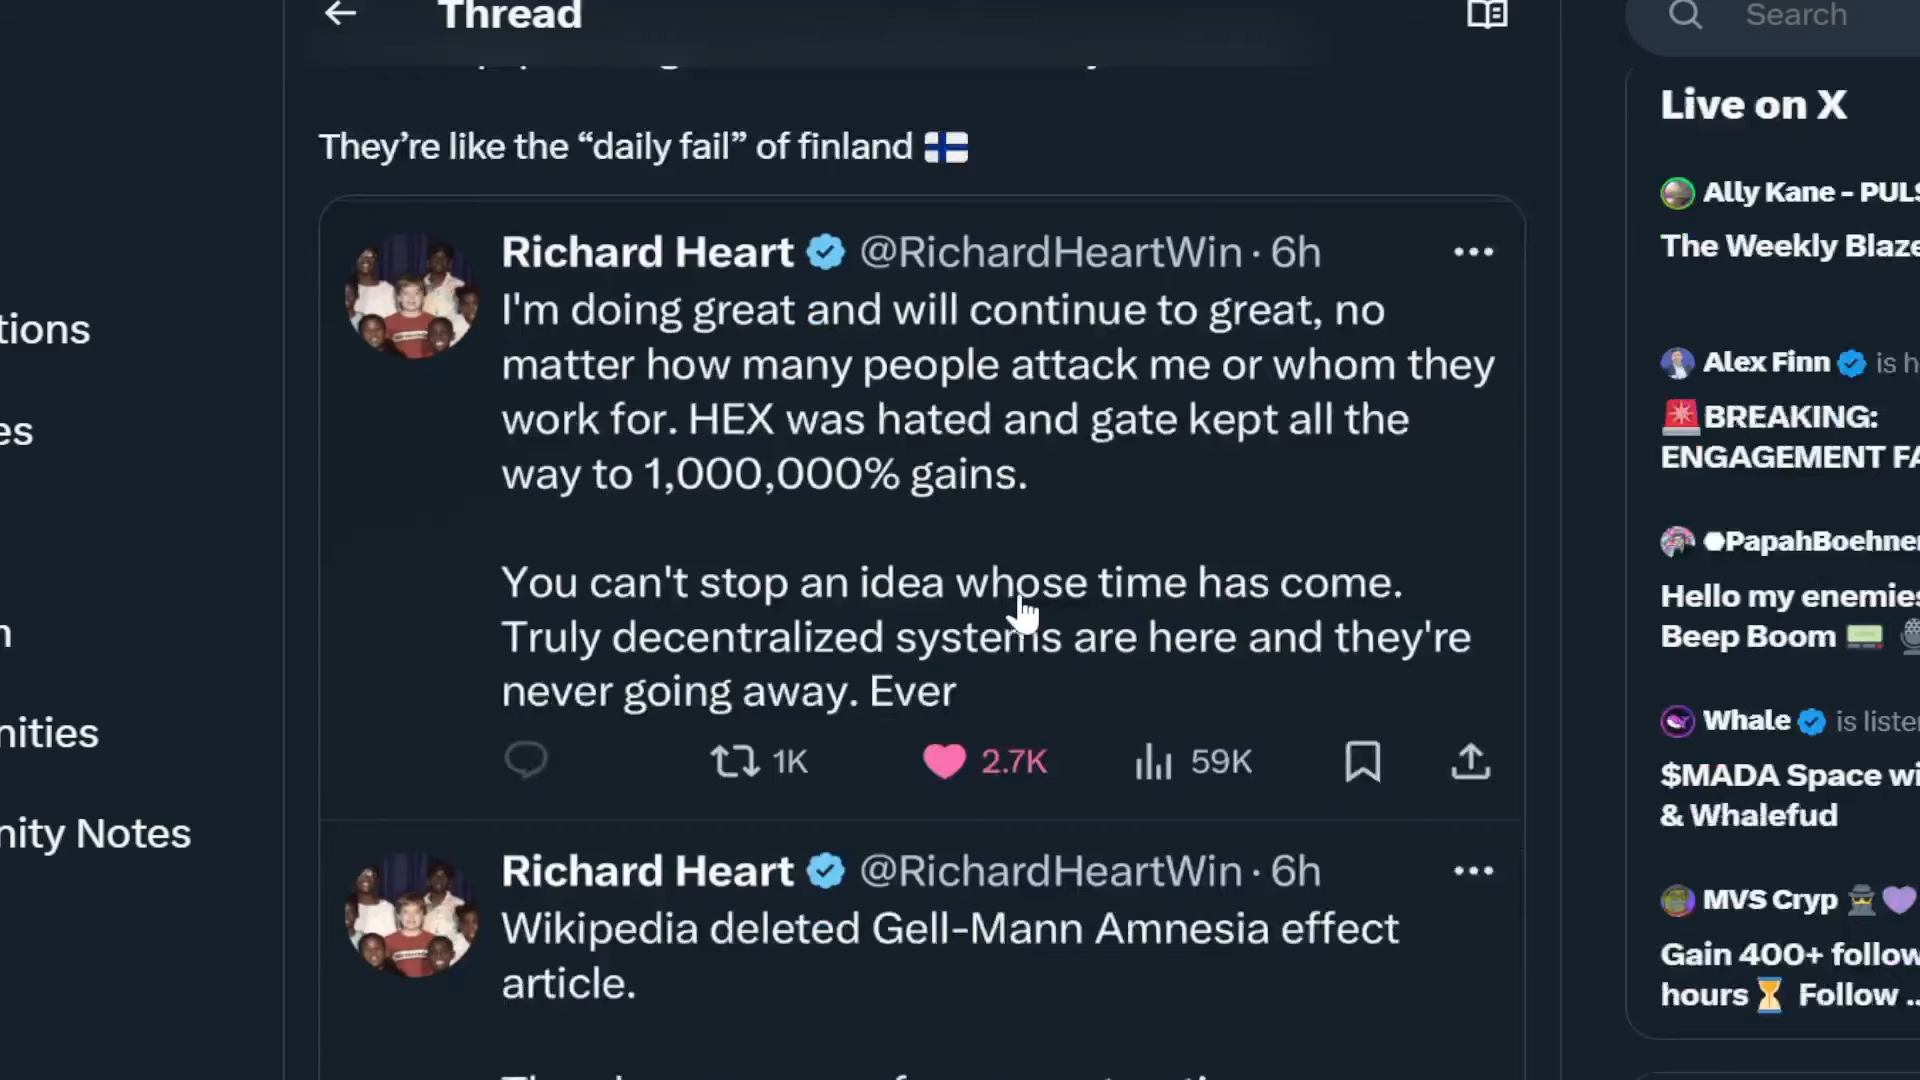 Thread
Search
They're like the “daily fail” of finland
Richard Heart @RichardHeartWin · 6h
I'm doing great and will continue to great, no
matter how many people attack me or whom they
work for. HEX was hated and gate kept all the
way to 1,000,000% gains.
You can't stop an idea whose time has come.
Truly decentralized systems are here and they're
never going away. Ever
1K 2.7K 59K
Richard Heart @RichardHeartWin · 6h
Wikipedia deleted Gell-Mann Amnesia effect
article.
tions
es
n
nities
nity Notes
Live on X
Ally Kane - PULS
The Weekly Blaze
Alex Finn is h
BREAKING:
ENGAGEMENT FA
PapahBoehner
Hello my enemies
Beep Boom
Whale is liste
$MADA Space wi
& Whalefud
MVS Cryp
Gain 400+ follow
hours Follow ..